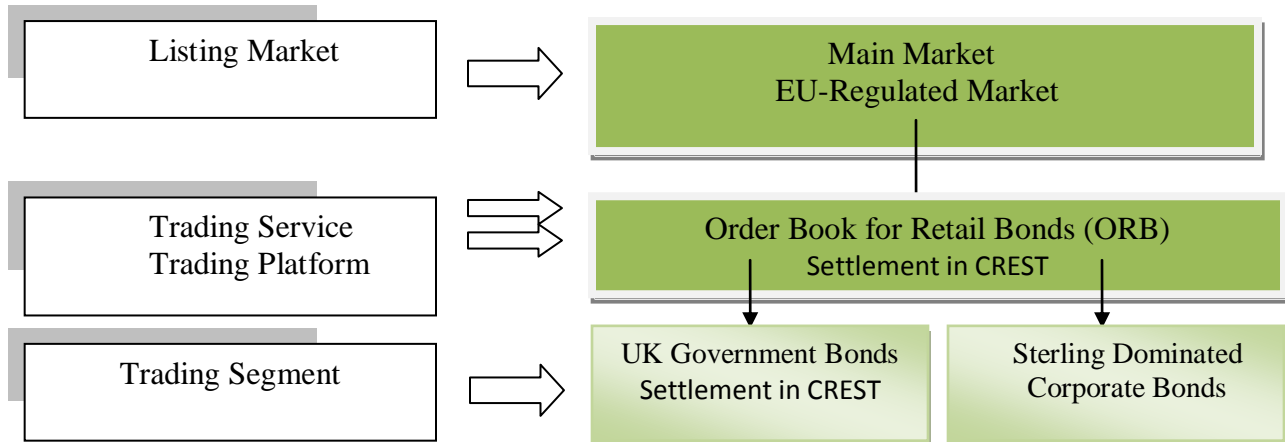 Listing Market
Main Market
EU-Regulated Market
Trading Service
Trading Platform
Order Book for Retail Bonds (ORB)
Settlement in CREST
Trading Segment
UK Government Bonds
Settlement in CREST
Sterling Dominated
Corporate Bonds